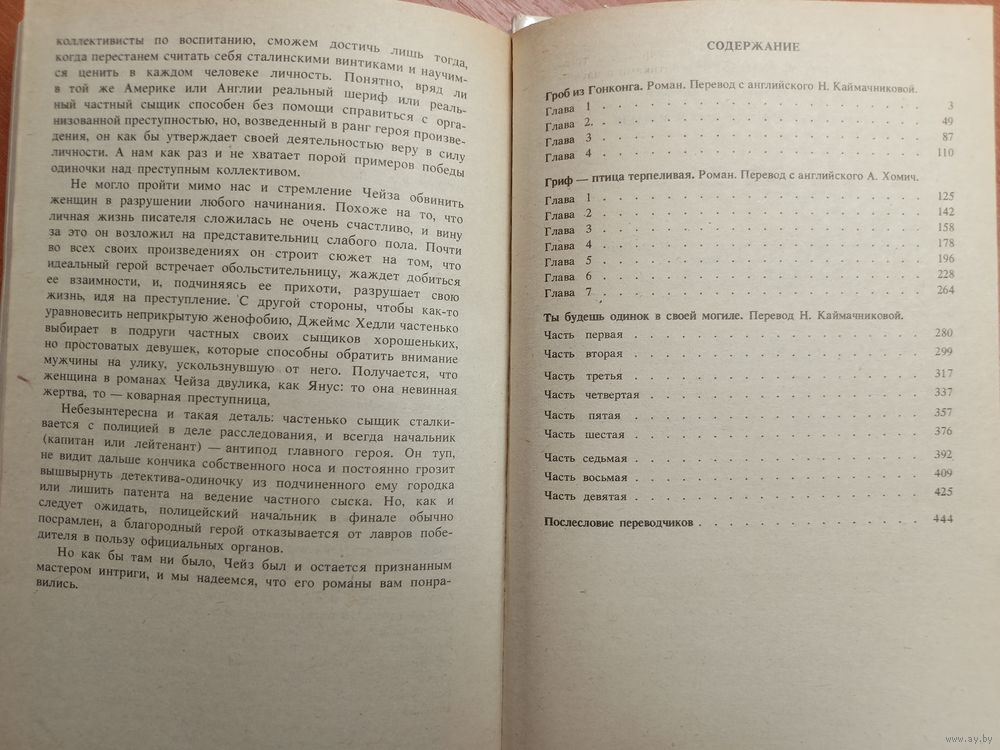 коллективисты по воспитанию, сможем достичь лишь тогда,
когда перестанем считать себя сталинскими винтиками и научим-
ся ценить в каждом человеке личность. Понятно, вряд ли
в той же Америке или Англии реальный шериф или реаль-
ный частный сыщик способен без помощи справиться с орга-
низованной преступностью, но, возведенный в ранг героя произве-
дения, он как бы утверждает своей деятельностью веру в силу
личности. А нам как раз и не хватает порой примеров победы
одиночки над преступным коллективом.
Не могло пройти мимо нас и стремление Чейза обвинить
женщин в разрушении любого начинания. Похоже на то, что
личная жизнь писателя сложилась не очень счастливо, и вину
за это он возложил на представительниц слабого пола. Почти
во всех своих произведениях он строит сюжет на том, что
идеальный герой встречает обольстительницу, жаждет добиться
ее взаимности, и, подчиняясь ее прихоти, разрушает свою
жизнь, идя на преступление. С другой стороны, чтобы как-то
уравновесить неприкрытую женофобию, Джеймс Хедли частенько
выбирает в подруги частных своих сыщиков хорошеньких,
но простоватых девушек, которые способны обратить внимание
мужчины на улику, ускользнувшую от него. Получается, что
женщина в романах Чейза двулика, как Янус: то она невинная
жертва, то — коварная преступница,
Небезынтересна и такая деталь: частенько сыщик сталки-
вается с полицией в деле расследования, и всегда начальник
(капитан или лейтенант) — антипод главного героя. Он туп,
не видит дальше кончика собственного носа и постоянно грозит
вышвырнуть детектива-одиночку из подчиненного ему городка
или лишить патента на ведение частного сыска. Но, как и
следует ожидать, полицейский начальник в финале обычно
посрамлен, а благородный герой отказывается от лавров побе-
дителя в пользу официальных органов.
Но как бы там ни было, Чейз был и остается признанным
мастером интриги, и мы надеемся, что его романы вам понра-
вились.
СОДЕРЖАНИЕ
Гроб из Гонконга. Роман. Перевод с английского Н. Каймачниковой.
Глава 1 . . . . . . . . . . . . . . . . . . 3
Глава 2. . . . . . . . . . . . . . . . . . . 49
Глава 3 . . . . . . . . . . . . . . . . . . 87
Глава 4 . . . . . . . . . . . . . . . . . . 110
Гриф — птица терпеливая. Роман. Перевод с английского А. Хомич.
Глава 1 . . . . . . . . . . . . . . . . . . 125
Глава 2 . . . . . . . . . . . . . . . . . . 142
Глава 3 . . . . . . . . . . . . . . . . . . 158
Глава 4 . . . . . . . . . . . . . . . . . . 178
Глава 5 . . . . . . . . . . . . . . . . . . 196
Глава 6 . . . . . . . . . . . . . . . . . . 228
Глава 7 . . . . . . . . . . . . . . . . . . 264
Ты будешь одинок в своей могиле. Перевод Н. Каймачниковой.
Часть первая . . . . . . . . . . . . . . . . 280
Часть вторая . . . . . . . . . . . . . . . . 299
Часть третья . . . . . . . . . . . . . . . . 317
Часть четвертая . . . . . . . . . . . . . . . 337
Часть пятая . . . . . . . . . . . . . . . . 357
Часть шестая . . . . . . . . . . . . . . . . 376
Часть седьмая . . . . . . . . . . . . . . . . 392
Часть восьмая . . . . . . . . . . . . . . . . 409
Часть девятая . . . . . . . . . . . . . . . . 425
Послесловие переводчиков . . . . . . . . . . . . . 444
www.ay.by